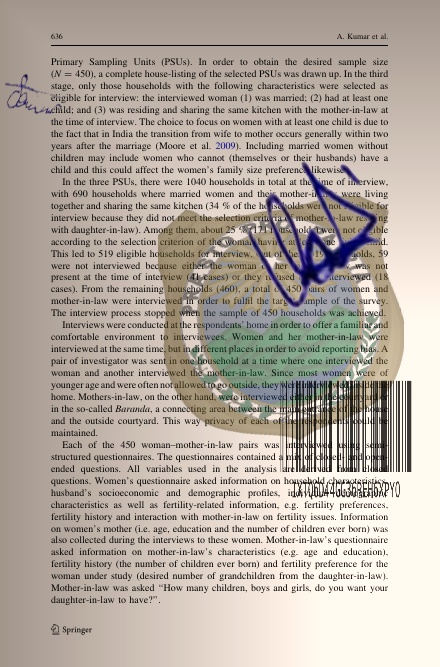 636 A. Kumar et al.
Primary Sampling Units (PSUs). In order to obtain the desired sample size
(N = 450), a complete house-listing of the selected PSUs was drawn up. In the third
stage, only those households with the following characteristics were selected as
eligible for interview: the interviewed woman (1) was married; (2) had at least one
child; and (3) was residing and sharing the same kitchen with the mother-in-law at
the time of interview. The choice to focus on women with at least one child is due to
the fact that in India the transition from wife to mother occurs generally within two
years after the marriage (Moore et al. 2009). Including married women without
children may include women who cannot (themselves or their husbands) have a
child and this could affect the women's family size preference likewise.
In the three PSUs, there were 1040 households in total at the time of interview,
with 690 households where married women and their mother-in- were living
together and sharing the same kitchen (34 % of the households were for
interview because they did not the selection criteria of mother-in-law residing
with daughter-in-law). Among them, about 25 % (171 households) were
according to the selection criterion of the woman having at one
This led to 519 eligible households for interview. Out of the 519 households, 59
were not interviewed because either the woman or was not
present at the time of interview (41 cases) or they refused interviewed (18
cases). From the remaining households (460), a total of pairs of women and
mother-in-law were interviewed in to fulfil the target sample of the survey.
The interview process stopped when the sample of 450 households was achieved.
Interviews were conducted at the respondents' home in order to offer a familiar and
comfortable environment to interviewees. Women and her mother-in-law were
interviewed at the same time, but in different places in order to avoid reporting bias. A
pair of investigator was sent in one household at a time where one interviewed the
woman and another interviewed the mother-in-law. Since most women were of
younger age and were often not allowed to go outside, they were interviewed inside the
home. Mothers-in-law, on the other hand, were interviewed either in the courtyard or
in the so-called Baranda, a connecting area between the main entrance of the house
and the outside courtyard. This way privacy of each of the respondents could be
maintained.
Each of the 450 woman–mother-in-law pairs was interviewed using semi-
structured questionnaires. The questionnaires contained a mix of closed- and open-
ended questions. All variables used in the analysis are derived from closed
questions. Women's questionnaire asked information on household characteristics,
husband's socioeconomic and demographic profiles, individual
characteristics as well as fertility-related information, e.g. fertility preferences,
fertility history and interaction with mother-in-law on fertility issues. Information
on women's mother (i.e. age, education and the number of children ever born) was
also collected during the interviews to these women. Mother-in-law's questionnaire
asked information on mother-in-law's characteristics (e.g. age and education),
fertility history (the number of children ever born) and fertility preference for the
woman under study (desired number of grandchildren from the daughter-in-law).
Mother-in-law was asked “How many children, boys and girls, do you want your
daughter-in-law to have?”.
Springer